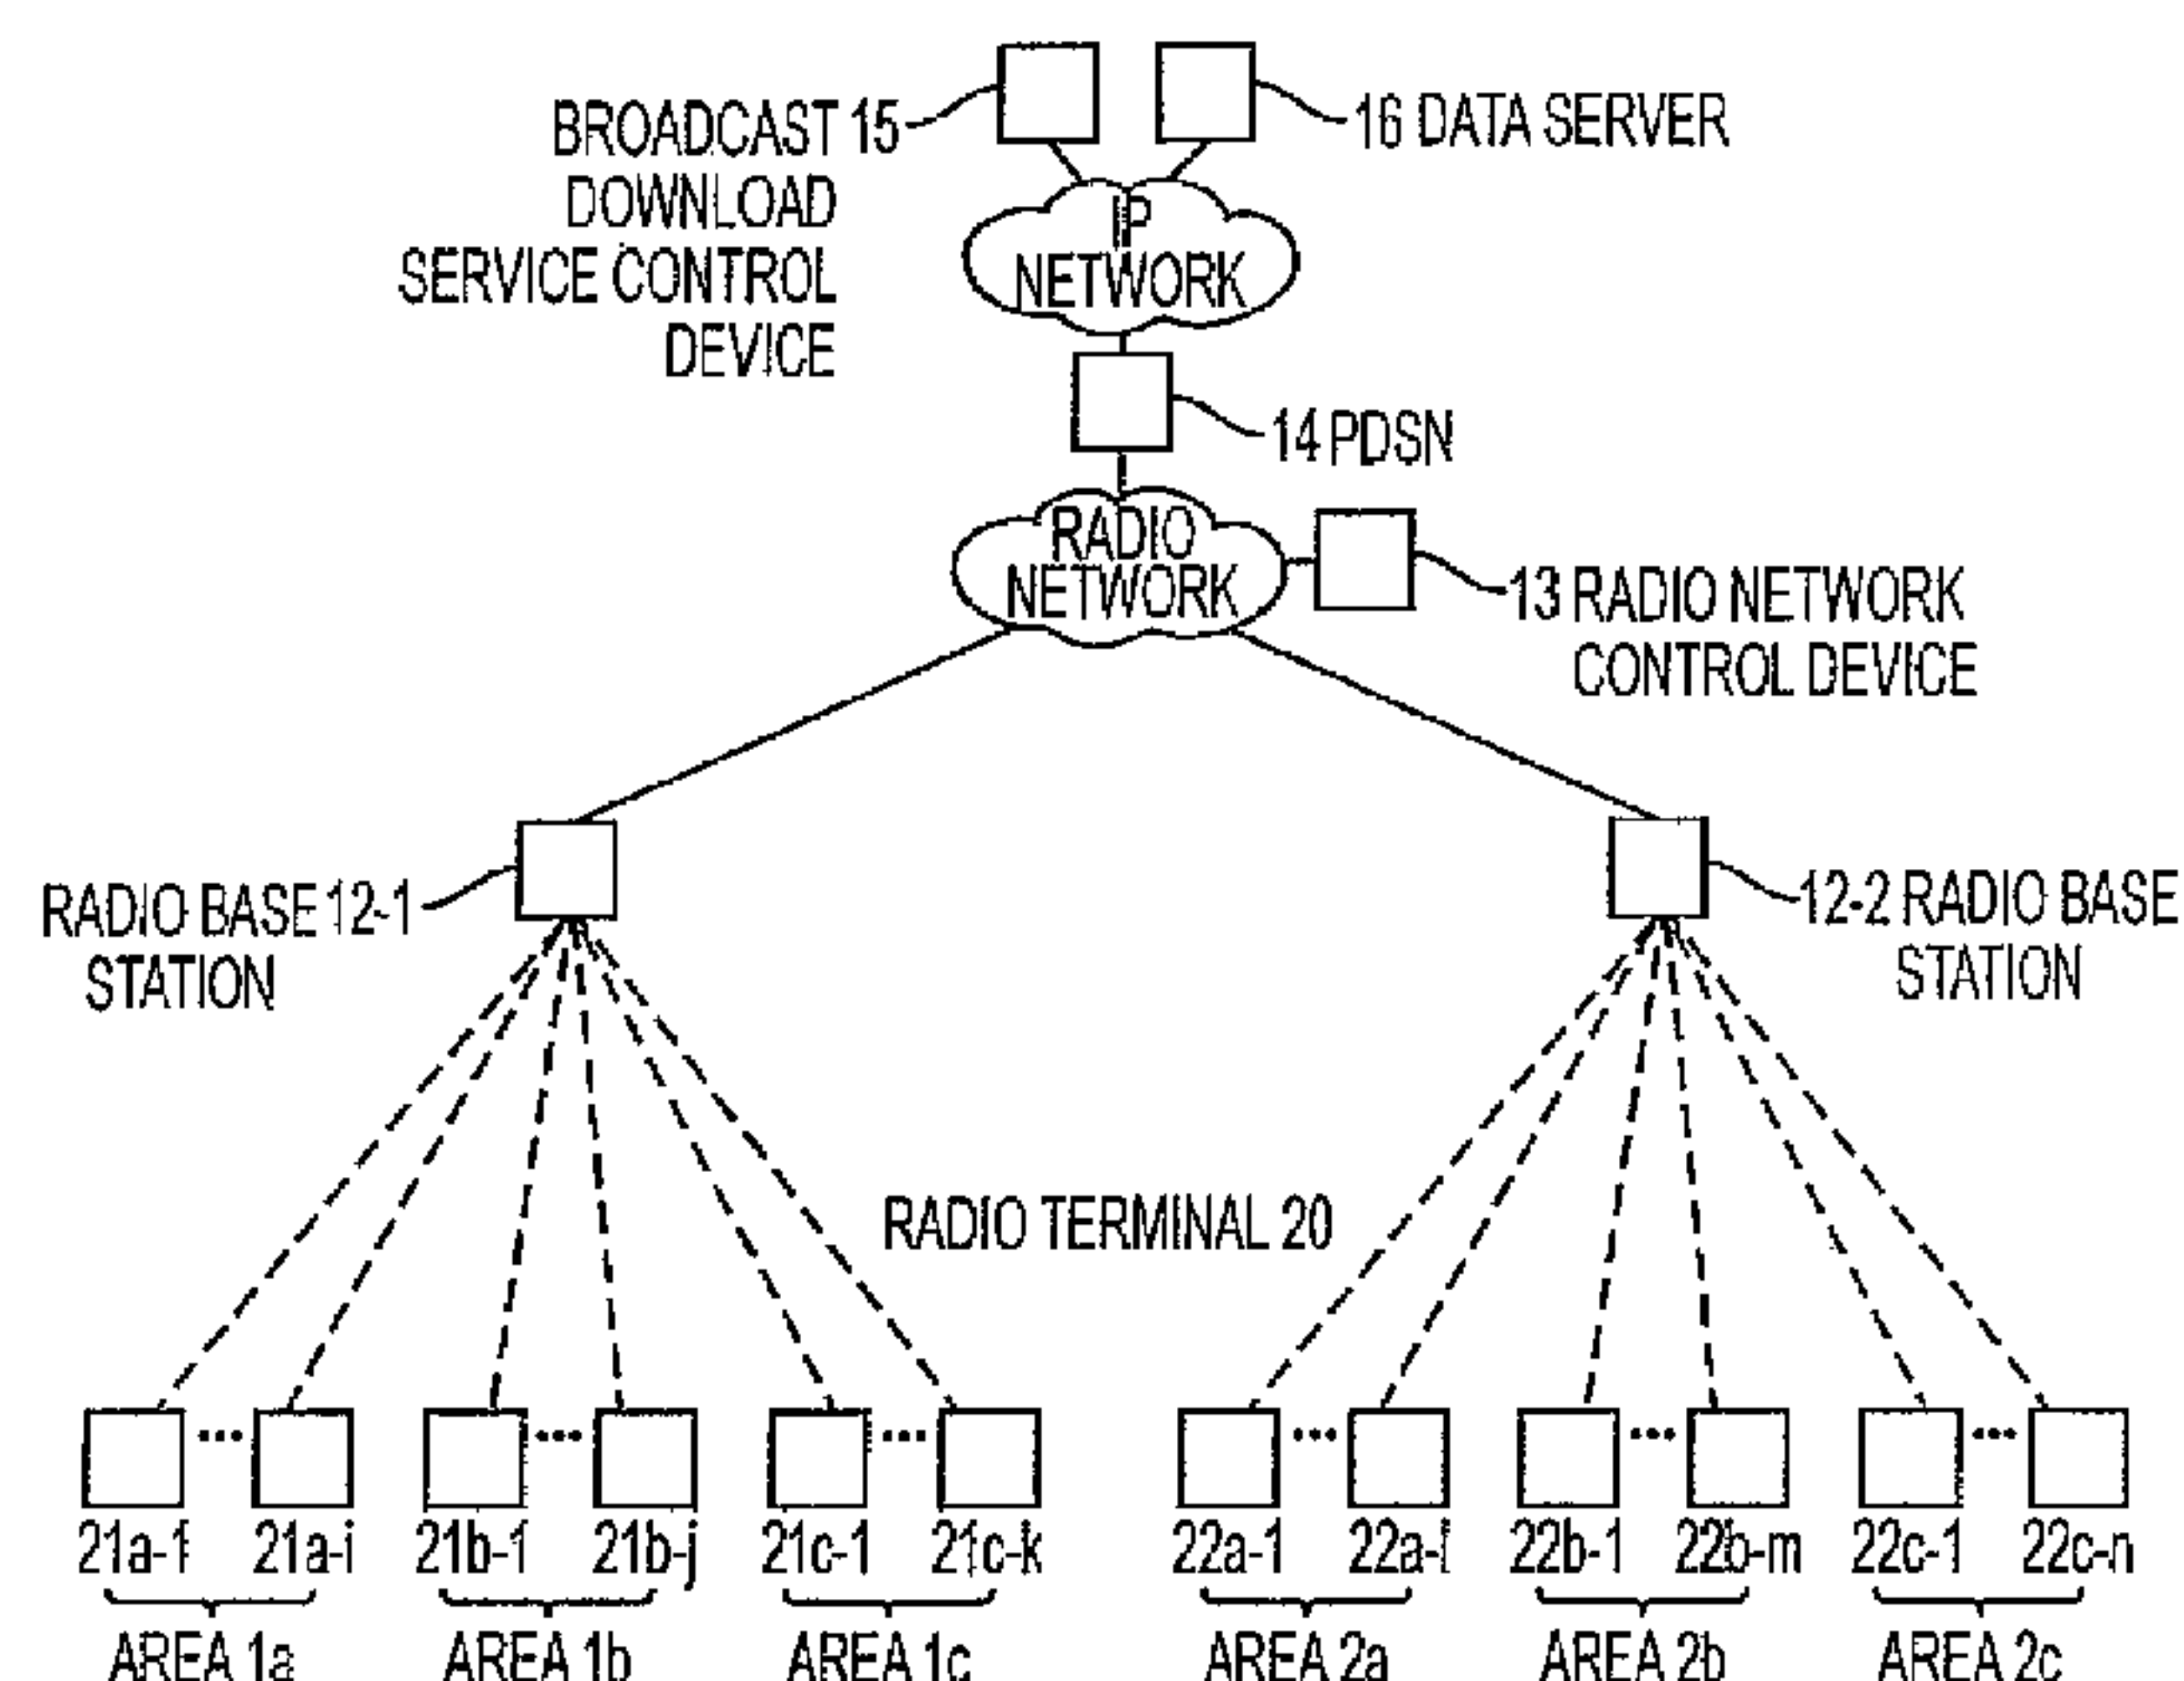 BROADCAST 15
DOWNLOAD
SERVICE CONTROL
DEVICE
16 DATA SERVER
IP
NETWORK
14 PDSN
RADIO
NETWORK
13 RADIO NETWORK
CONTROL DEVICE
RADIO BASE 12-1
STATION
12-2 RADIO BASE
STATION
RADIO TERMINAL 20
21a-1 21a-i 21b-1 21b-j 21c-1 21c-k 22a-1 22a-l 22b-1 22b-m 22c-1 22c-n
AREA 1a AREA 1b AREA 1c AREA 2a AREA 2b AREA 2c